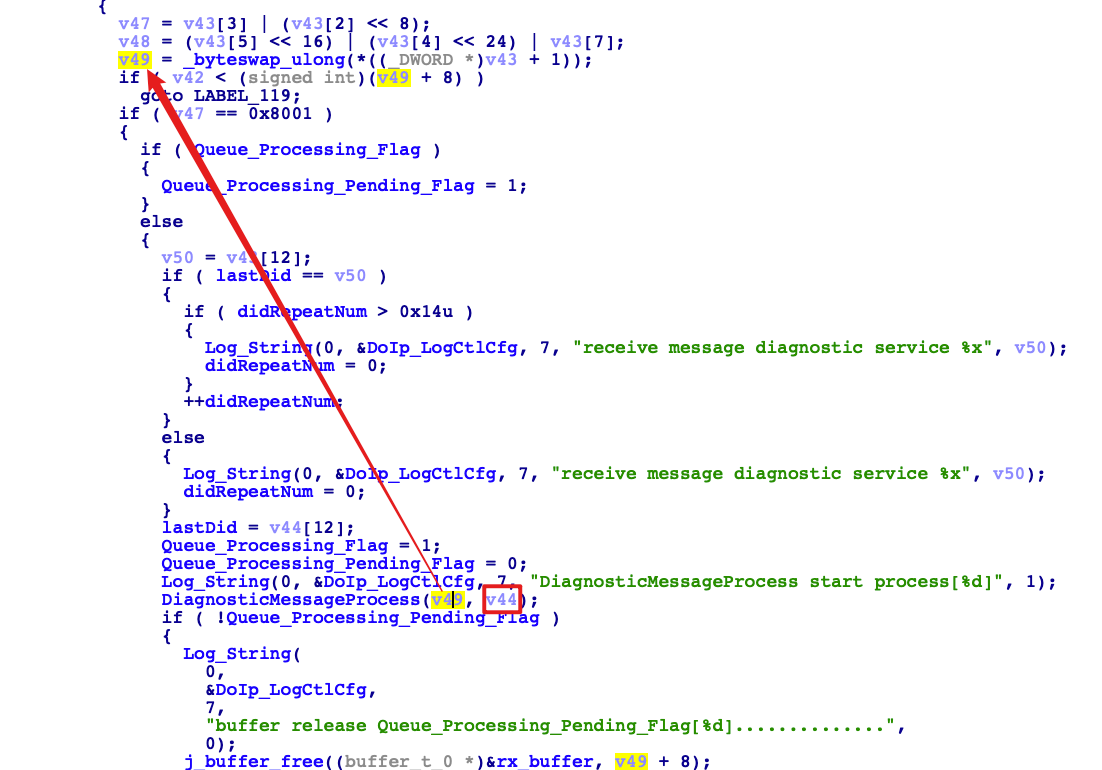 {
v47 = v43[3] | (v43[2] << 8);
v48 = (v43[5] << 16) | (v43[4] << 24) | v43[7];
v49 = _byteswap_ulong(*((_DWORD *)v43 + 1));
if ( v42 < (signed int)(v49 + 8) )
goto LABEL_119;
if ( v47 == 0x8001 )
{
if ( Queue_Processing_Flag )
{
Queue_Processing_Pending_Flag = 1;
}
else
{
v50 = [12];
if ( lastDid == v50 )
{
if ( didRepeatNum > 0x14u )
{
Log_String(0, &DoIp_LogCtlCfg, 7, "receive message diagnostic service %x", v50);
didRepeatNum = 0;
}
++didRepeatNum;
}
else
{
Log_String(0, &DoIp_LogCtlCfg, 7, "receive message diagnostic service %x", v50);
didRepeatNum = 0;
}
lastDid = v44[12];
Queue_Processing_Flag = 1;
Queue_Processing_Pending_Flag = 0;
Log_String(0, &DoIp_LogCtlCfg, 7, "DiagnosticMessageProcess start process[%d]", 1);
DiagnosticMessageProcess(v49, v44);
if ( !Queue_Processing_Pending_Flag )
{
Log_String(
0,
&DoIp_LogCtlCfg,
7,
"buffer release Queue_Processing_Pending_Flag[%d]..............",
0);
j_buffer_free((buffer_t_0 *)&rx_buffer, v49 + 8);